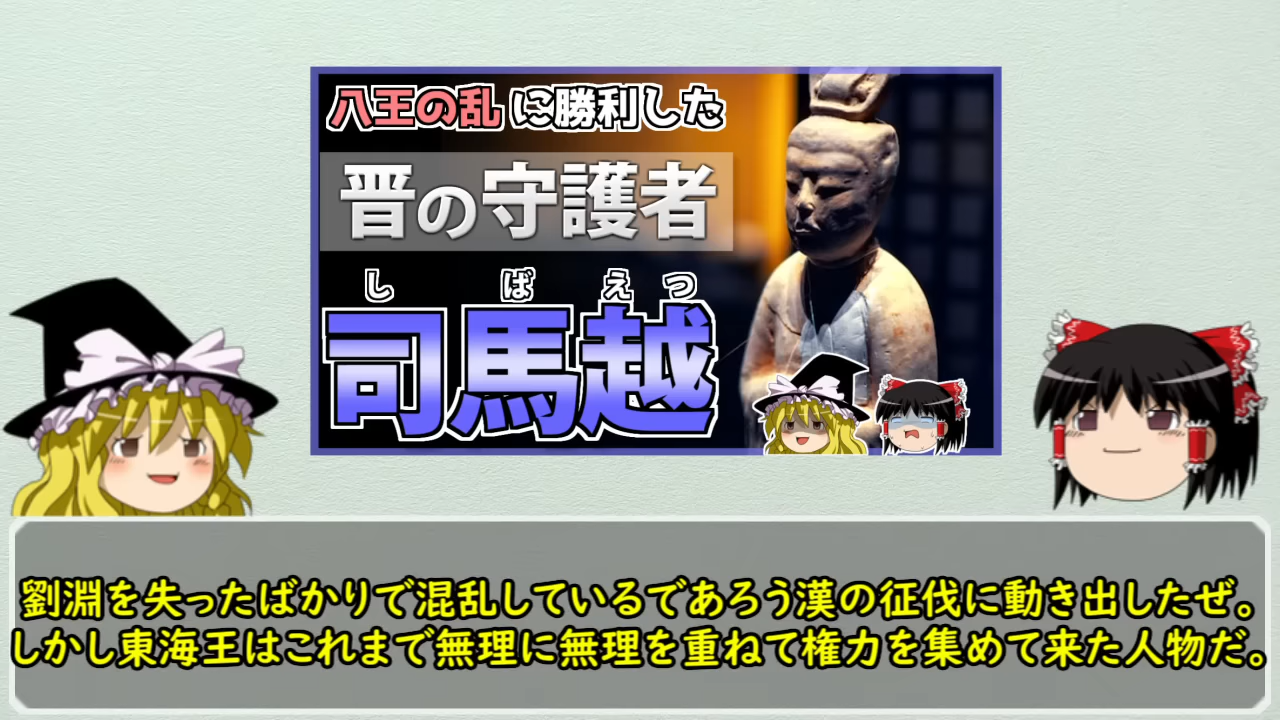 八王の乱に勝利した
晋の守護者
しばえつ
司馬越
劉淵を失ったばかりで混乱しているであろう漢の征伐に動き出したぜ。
しかし東海王はこれまで無理に無理を重ねて権力を集めて来た人物だ。